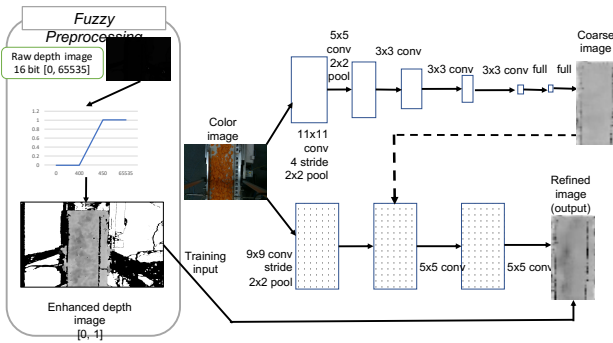 Fuzzy
Preprocessing
Raw depth image
16 bit [0, 65535]
1.2
1
0.8
0.6
0.4
0.2
0
0
400
450
65535
Enhanced depth
image
[0, 1]
Training
input
Color
image
11x11
conv
4 stride
2x2 pool
5x5
conv
2x2
pool
3x3 conv
3x3 conv
3x3 conv
full
full
Coarse
image
9x9 conv
stride
2x2 pool
5x5 conv
5x5 conv
Refined
image
(output)